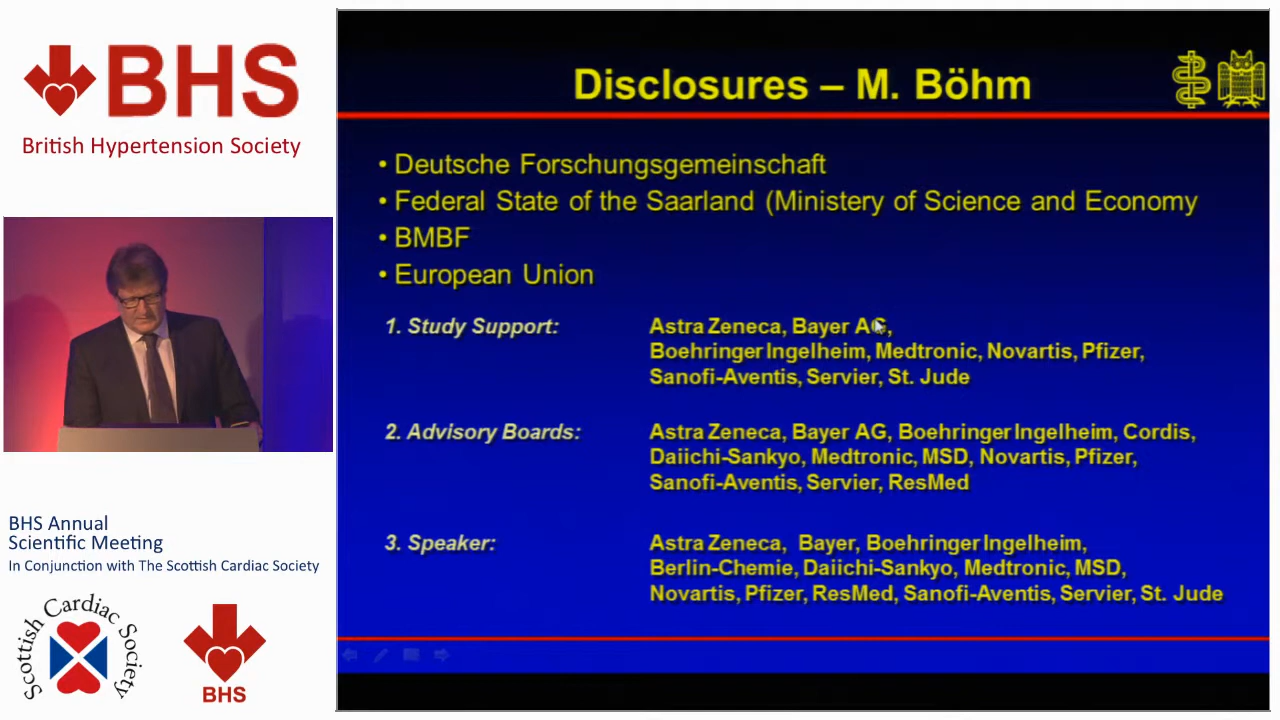 BHS
British Hypertension Society
BHS Annual
Scientific Meeting
In Conjunction with The Scottish Cardiac Society
Scottish Cardiac Society
BHS
Disclosures – M. Böhm
• Deutsche Forschungsgemeinschaft
• Federal State of the Saarland (Ministery of Science and Economy
• BMBF
• European Union
1. Study Support:
Astra Zeneca, Bayer AG,
Boehringer Ingelheim, Medtronic, Novartis, Pfizer,
Sanofi-Aventis, Servier, St. Jude
2. Advisory Boards:
Astra Zeneca, Bayer AG, Boehringer Ingelheim, Cordis,
Daiichi-Sankyo, Medtronic, MSD, Novartis, Pfizer,
Sanofi-Aventis, Servier, ResMed
3. Speaker:
Astra Zeneca, Bayer, Boehringer Ingelheim,
Berlin-Chemie, Daiichi-Sankyo, Medtronic, MSD,
Novartis, Pfizer, ResMed, Sanofi-Aventis, Servier, St. Jude